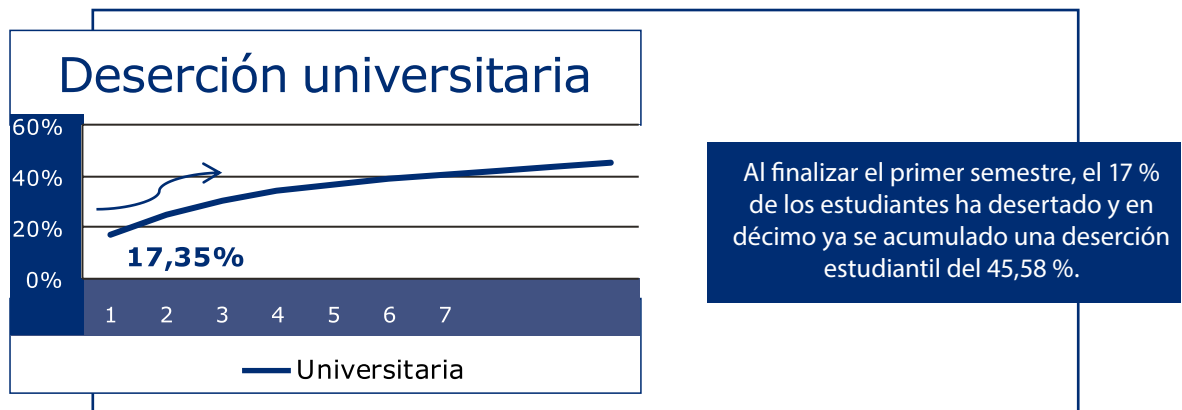 Deserción universitaria
60%
40%
20%
0%
17,35%
1 2 3 4 5 6 7
Universitaria
Al finalizar el primer semestre, el 17 %
de los estudiantes ha desertado y en
décimo ya se acumulado una deserción
estudiantil del 45,58 %.